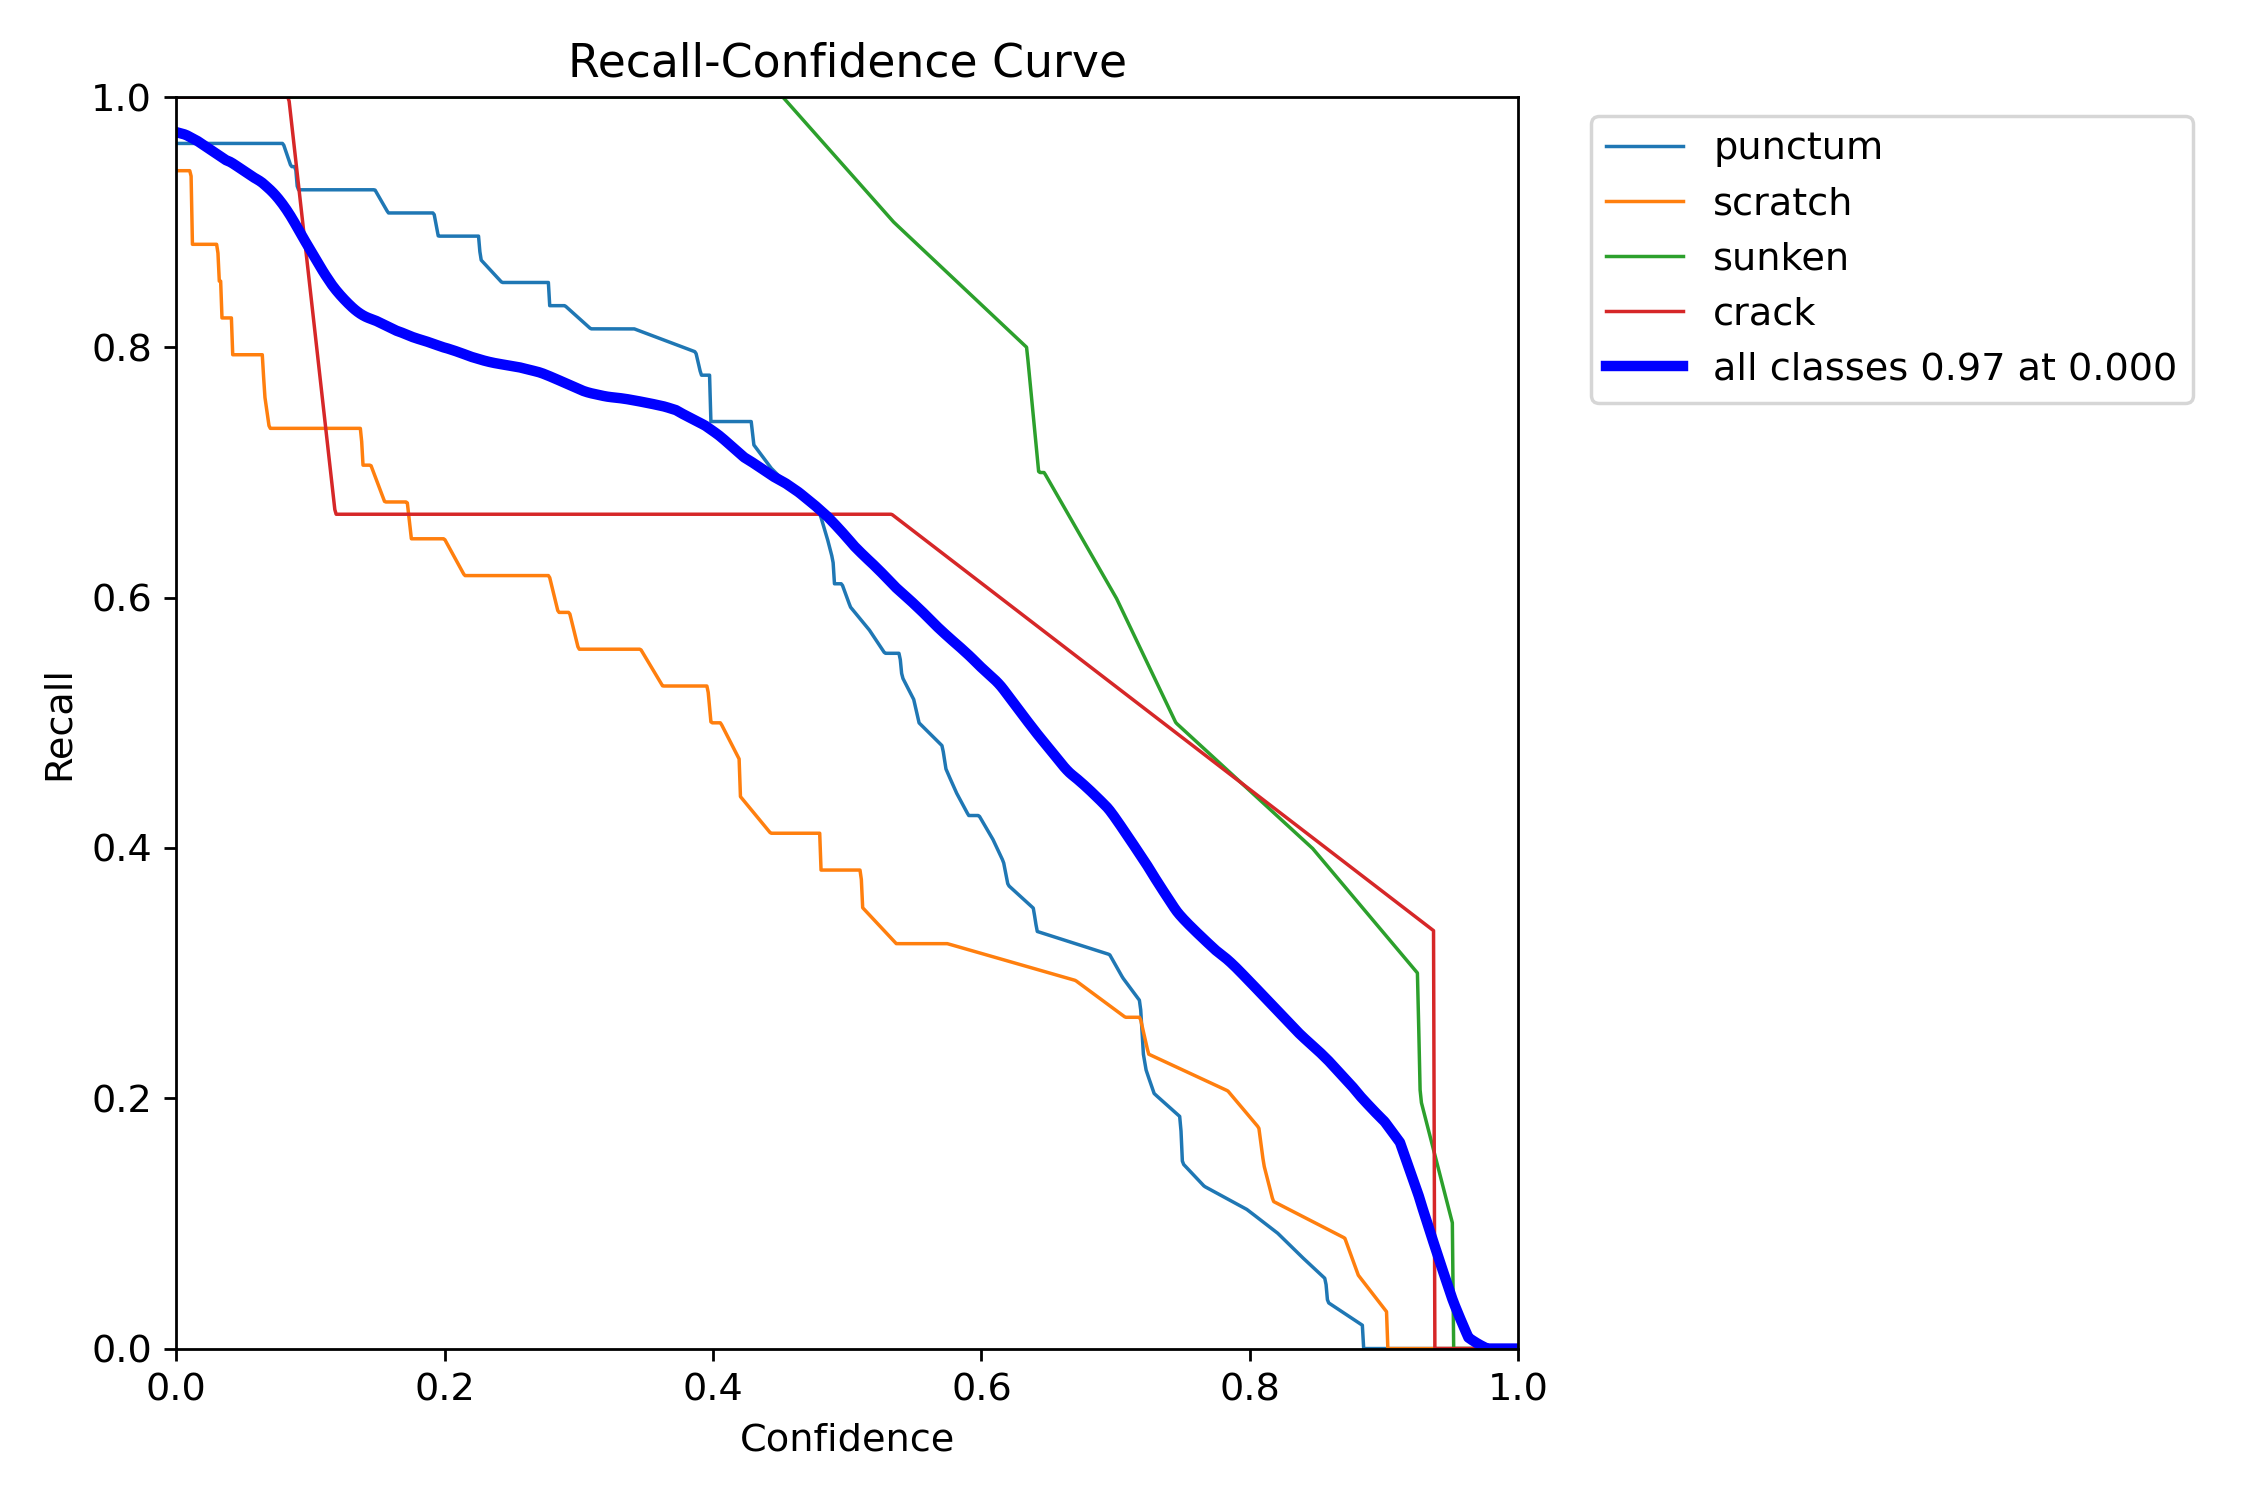 Recall-Confidence Curve
1.0
0.8
0.6
0.4
0.2
0.0
Recall
0.0 0.2 0.4 0.6 0.8 1.0
Confidence
punctum
scratch
sunken
crack
all classes 0.97 at 0.000